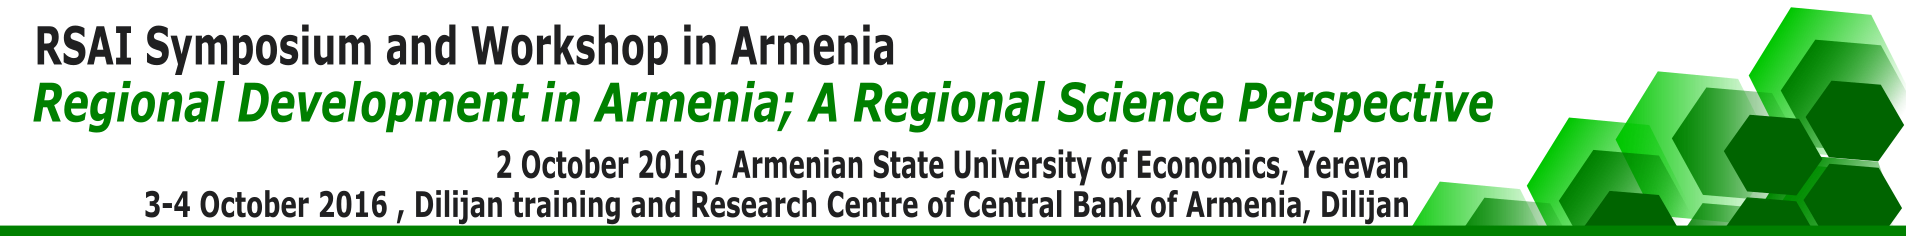 RSAI Symposium and Workshop in Armenia
Regional Development in Armenia; A Regional Science Perspective
2 October 2016 , Armenian State University of Economics, Yerevan
3-4 October 2016 , Dilijan training and Research Centre of Central Bank of Armenia, Dilijan